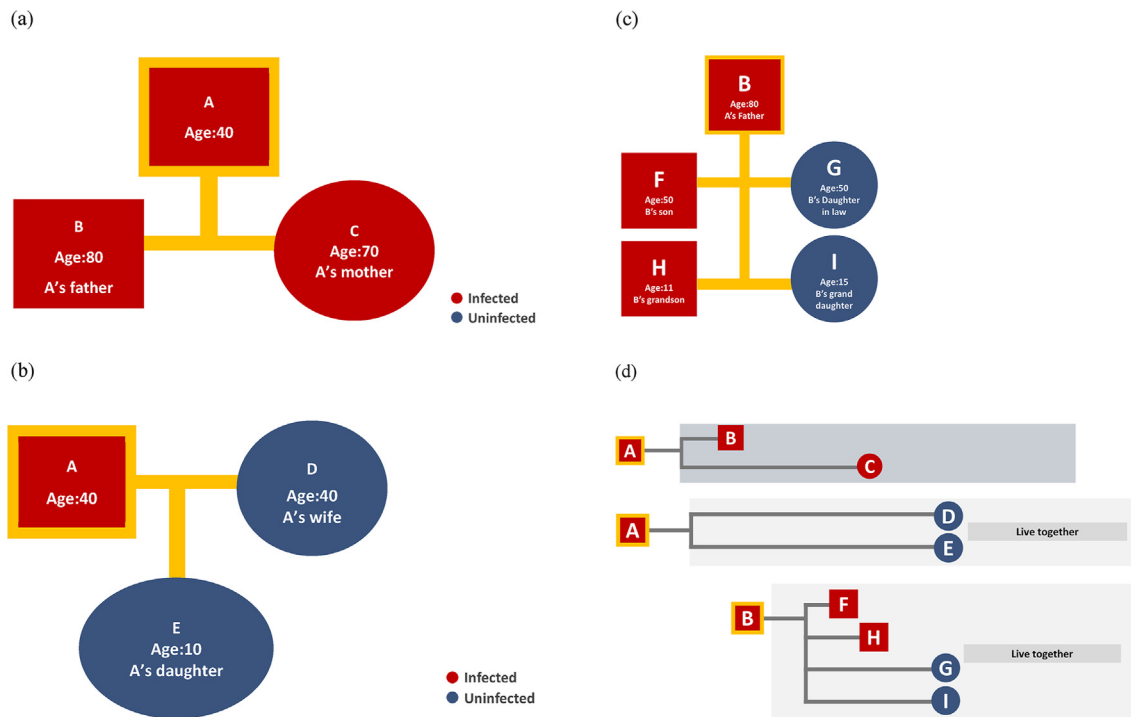 (a)
A
Age:40
B
Age:80
A's father
C
Age:70
A's mother
Infected
Uninfected
(b)
A
Age:40
D
Age:40
A's wife
E
Age:10
A's daughter
Infected
Uninfected
(c)
B
Age:80
A's Father
F
Age:50
B's son
G
Age:50
B's Daughter
in law
H
Age:11
B's grandson
I
Age:15
B's grand
daughter
(d)
A
B
C
A
D
E
Live together
B
F
H
G
I
Live together